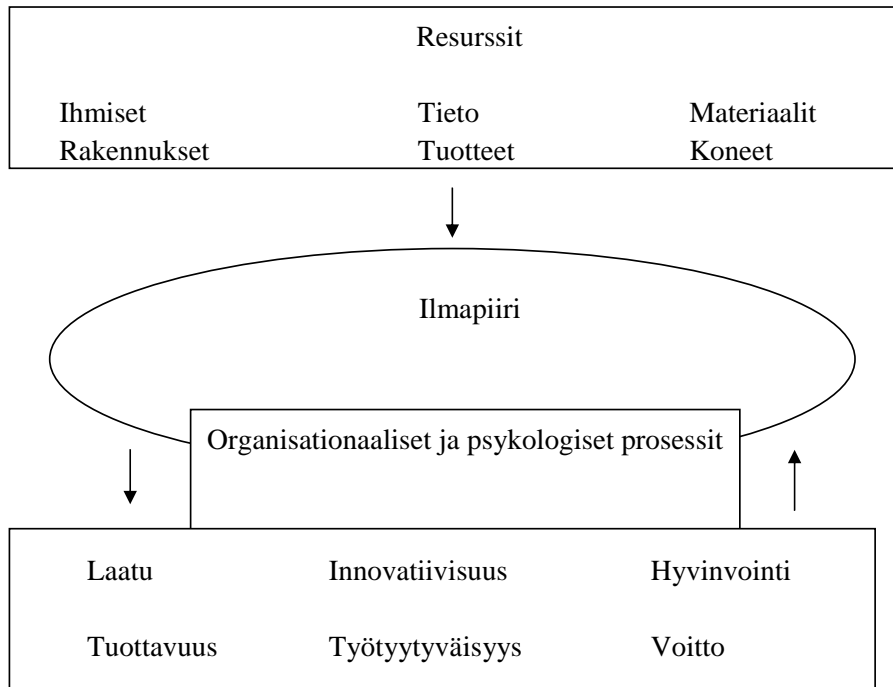 Resurssit
Ihmiset Tieto Materiaalit
Rakennukset Tuotteet Koneet
Ilmapiiri
Organisationaaliset ja psykologiset prosessit
Laatu Innovatiivisuus Hyvinvointi
Tuottavuus Työtyytyväisyys Voitto